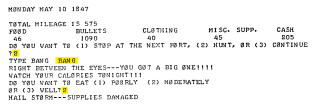 MONDAY MAY 10 1847
TOTAL MILEAGE IS 575
FOOD BULLETS CLOTHING MISC. SUPP. CASH
46 1090 40 46 205
DO YOU WANT TO (1) STOP AT THE NEXT FORT, (2) HUNT, OR (3) CONTINUE
?2
TYPE BANG BANG
RIGHT BETWEEN THE EYES---YOU GOT A BIG ONE!!!!
WATCH YOUR CALORIES TONIGHT!!!
DO YOU WANT TO EAT (1) POORLY (2) MODERATELY
OR (3) WELL?2
HAIL STORM---SUPPLIES DAMAGED